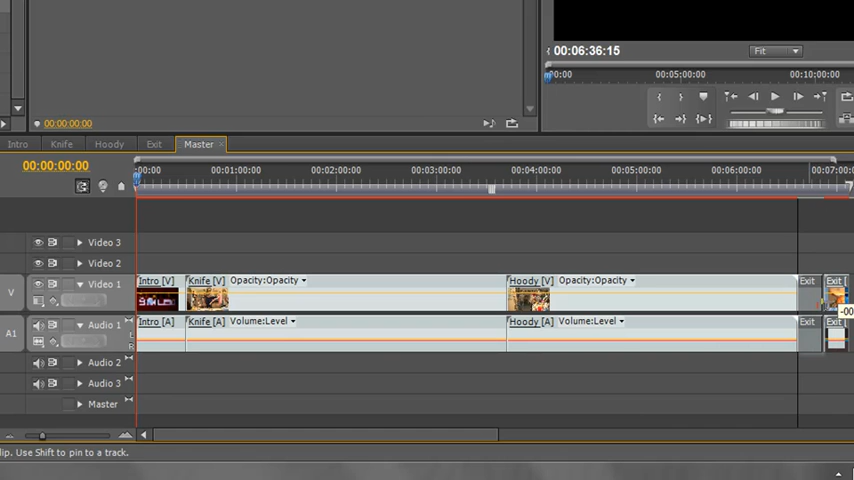 00:06:36:15
Fit
00:00
00:05:00:00
00:10:00:00
00:00:00:00
Intro
Knife
Hoody
Exit
Master
00:00:00:00
00:00
00:01:00:00
00:02:00:00
00:03:00:00
00:04:00:00
00:05:00:00
00:06:00:00
00:07:00
Video 3
Video 2
V
Video 1
Intro [V]
Knife [V]
Opacity:Opacity
Hoody [V]
Opacity:Opacity
Exit
Exit [
A1
Audio 1
Intro [A]
Knife [A]
Volume:Level
Hoody [A]
Volume:Level
Exit
Exit [
-00
L
R
Audio 2
Audio 3
Master
lip. Use Shift to pin to a track.